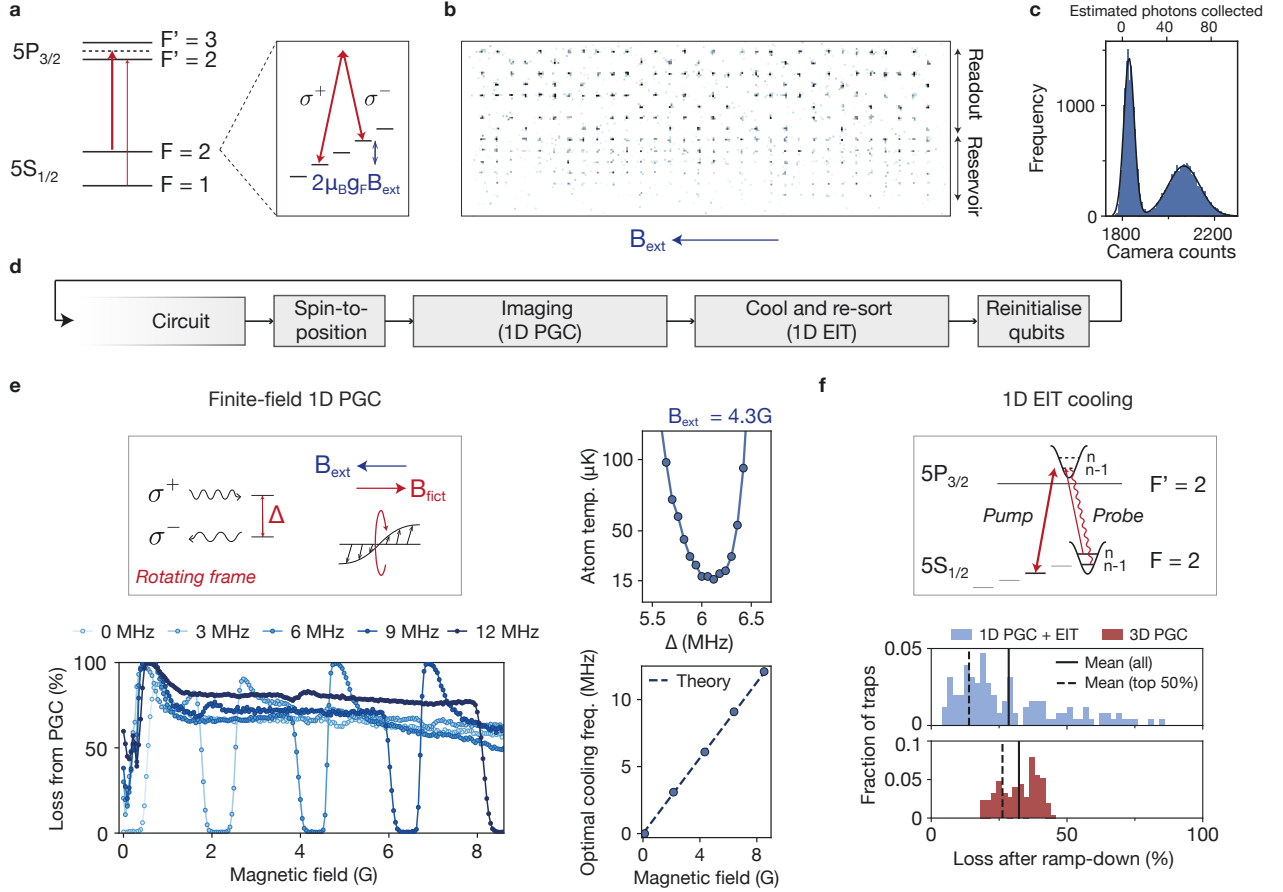 a
5P3/2
F' = 3
F' = 2
5S1/2
F = 2
F = 1
σ+
σ−
2μBgFBext
b
Readout
Reservoir
Bext
c
Estimated photons collected
0 40 80
Frequency
1000
0
1800 2200
Camera counts
d
Circuit
Spin-to-
position
Imaging
(1D PGC)
Cool and re-sort
(1D EIT)
Reinitialise
qubits
e
Finite-field 1D PGC
σ+
σ−
Δ
Rotating frame
Bext
Bfict
0 MHz 3 MHz 6 MHz 9 MHz 12 MHz
Loss from PGC (%)
100
50
0
0 2 4 6 8
Magnetic field (G)
Bext = 4.3G
Atom temp. (μK)
100
50
15
5.5 6 6.5
Δ (MHz)
Optimal cooling freq. (MHz)
10
5
0
Theory
0 4 8
Magnetic field (G)
f
1D EIT cooling
5P3/2
n
n-1
F' = 2
Pump
Probe
5S1/2
n
n-1
F = 2
1D PGC + EIT 3D PGC
Fraction of traps
0.05
0
Mean (all)
Mean (top 50%)
0.1
0.05
0
0 50 100
Loss after ramp-down (%)